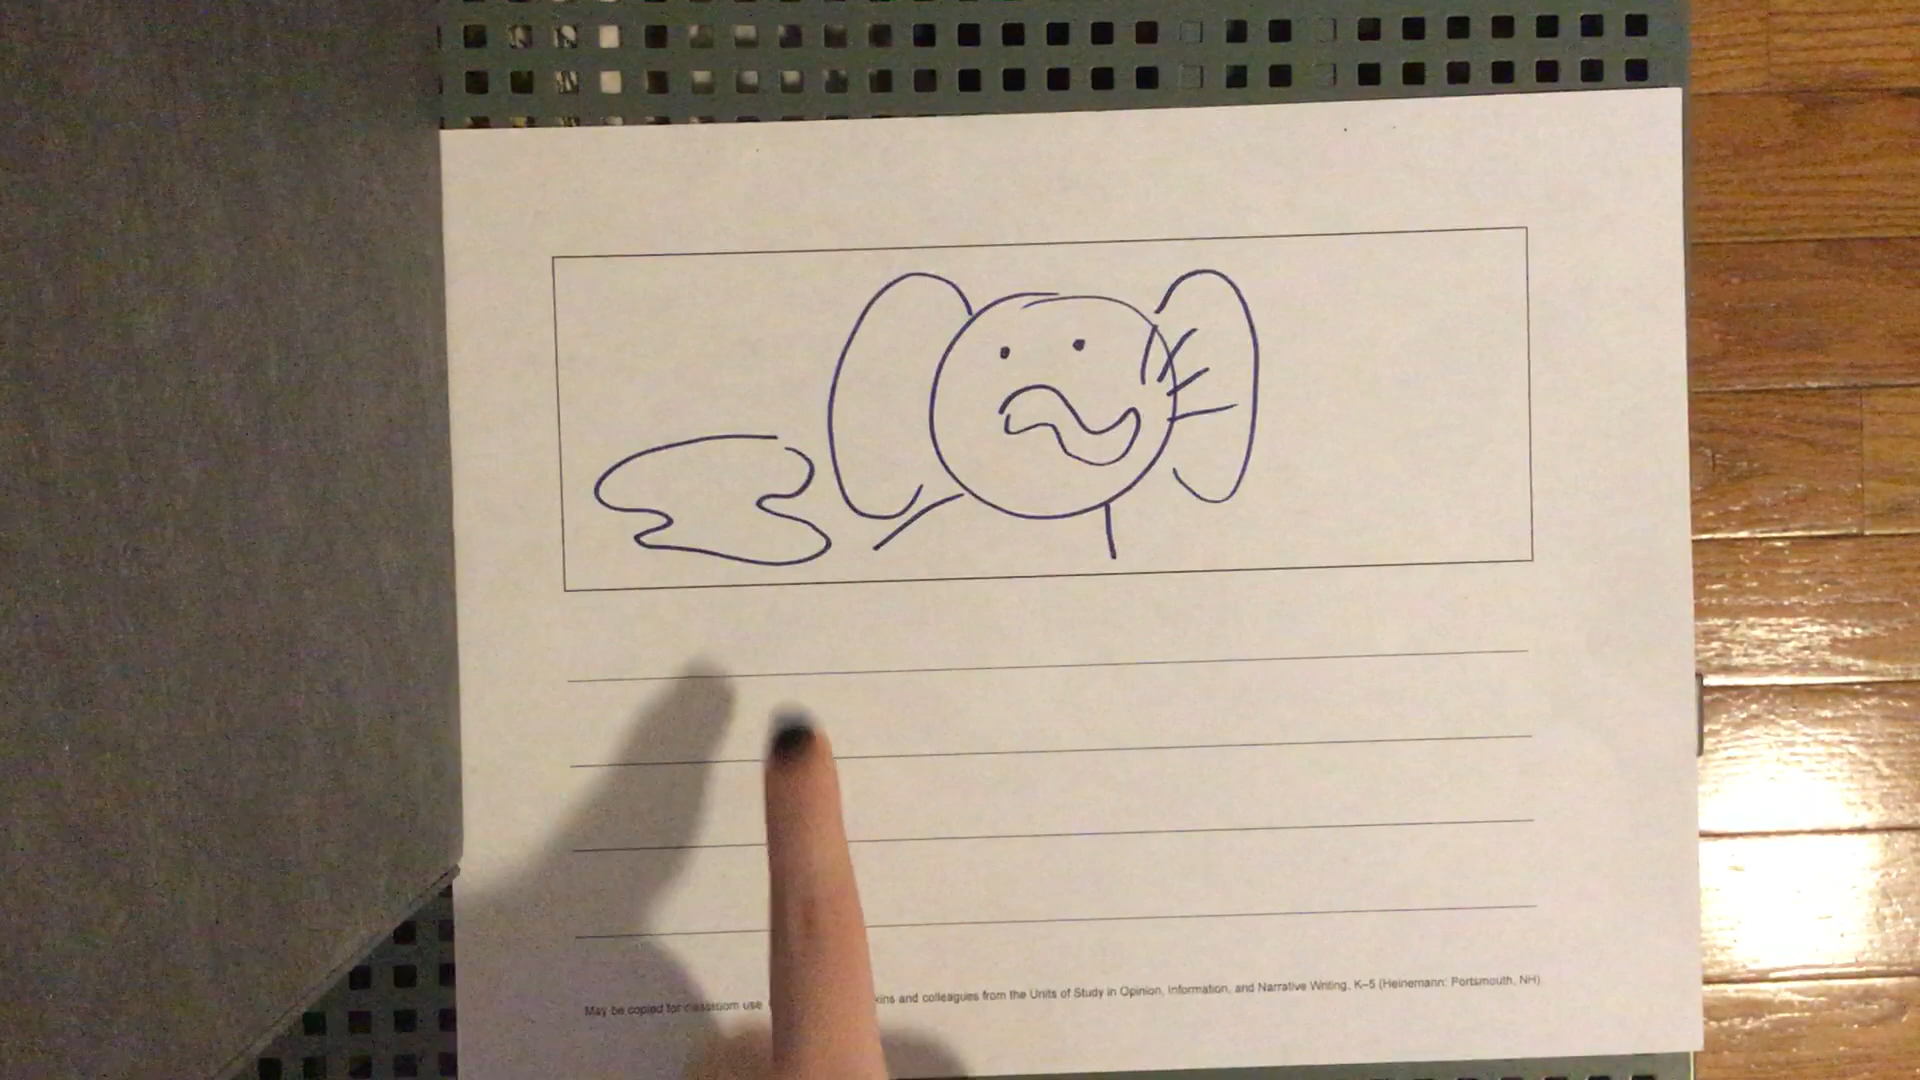 May be copied for classroom use
kins and colleagues from the Units of Study in Opinion, Information, and Narrative Writing, K–5 (Heinemann: Portsmouth, NH)